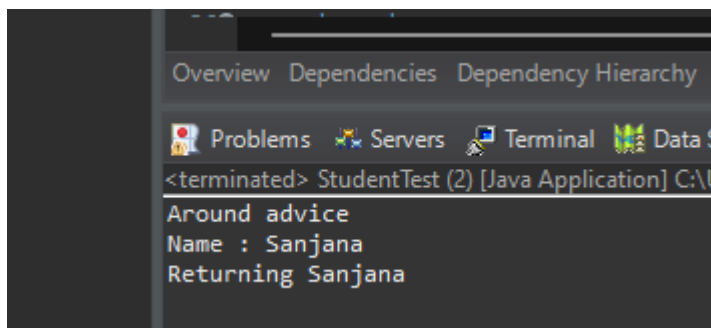 Overview Dependencies Dependency Hierarchy
Problems Servers Terminal Data
<terminated> StudentTest (2) [Java Application] C:\
Around advice
Name : Sanjana
Returning Sanjana